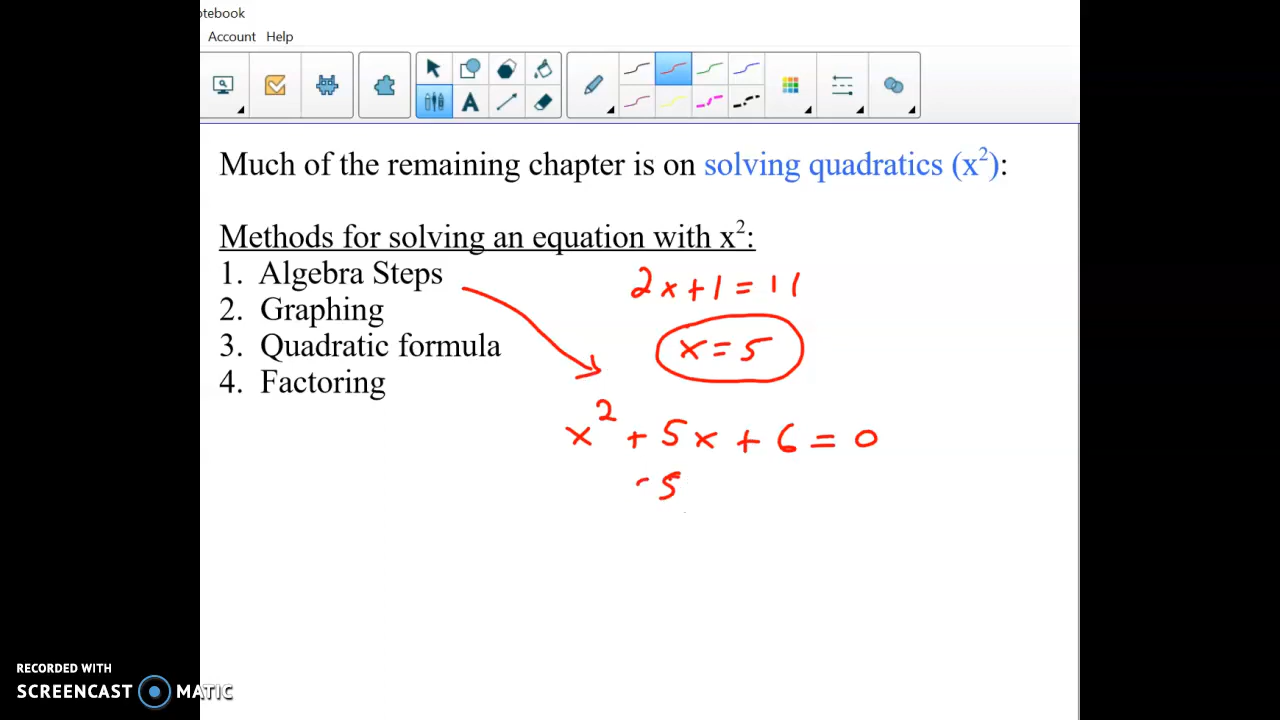 otebook
Account Help
Much of the remaining chapter is on solving quadratics (x²):
Methods for solving an equation with x²:
1. Algebra Steps
2x+1=11
2. Graphing
3. Quadratic formula
x=5
4. Factoring
x²+5x+6=0
-5
RECORDED WITH
SCREENCAST MATIC